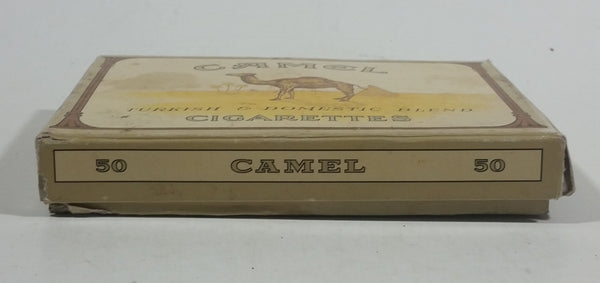 CAMEL
TURKISH & DOMESTIC BLEND
CIGARETTES
50 CAMEL 50